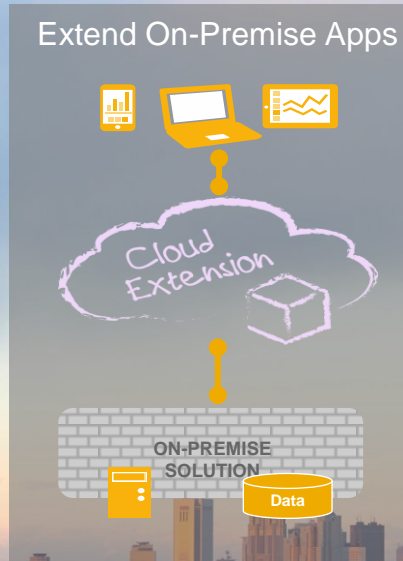 Extend On-Premise Apps
Cloud
Extension
ON-PREMISE
SOLUTION
Data